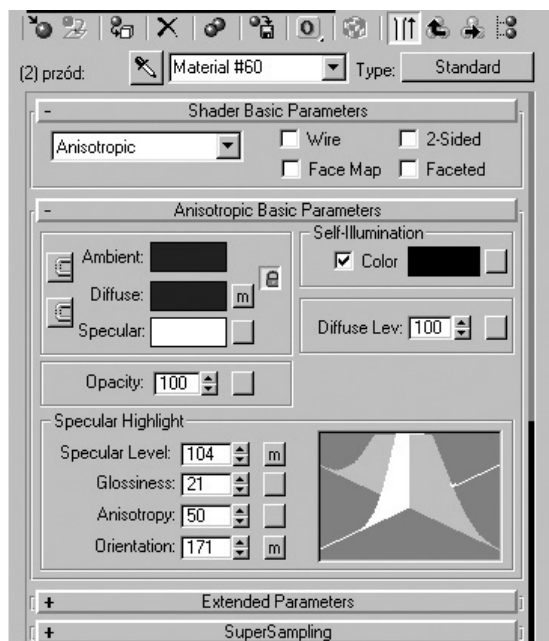 (2) przód: Material #60 Type: Standard
- Shader Basic Parameters
Anisotropic Wire 2-Sided
Face Map Faceted
- Anisotropic Basic Parameters
Self-Illumination
Ambient: Color
Diffuse: m
Specular: Diffuse Lev: 100
Opacity: 100
Specular Highlight
Specular Level: 104 m
Glossiness: 21
Anisotropy: 50
Orientation: 171 m
+ Extended Parameters
+ SuperSampling